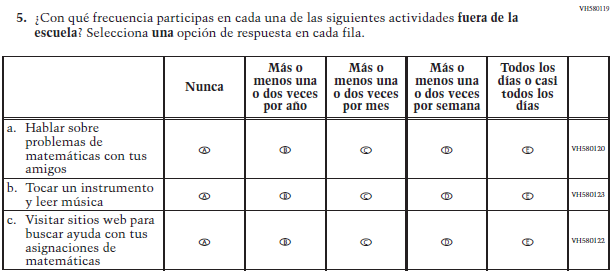 VH580119
5. ¿Con qué frecuencia participas en cada una de las siguientes actividades fuera de la
escuela? Selecciona una opción de respuesta en cada fila.
Nunca
Más o
menos una
o dos veces
por año
Más o
menos una
o dos veces
por mes
Más o
menos una
o dos veces
por semana
Todos los
días o casi
todos los
días
a. Hablar sobre
problemas de
matemáticas con tus
amigos
A B C D E VH580120
b. Tocar un instrumento
y leer música
A B C D E VH580123
c. Visitar sitios web para
buscar ayuda con tus
asignaciones de
matemáticas
A B C D E VH580122